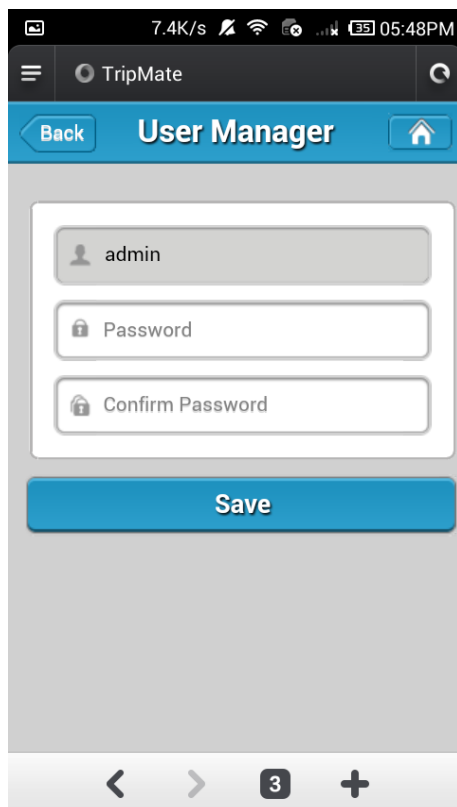 7.4K/s 35 05:48PM
TripMate
Back User Manager
admin
Password
Confirm Password
Save
3